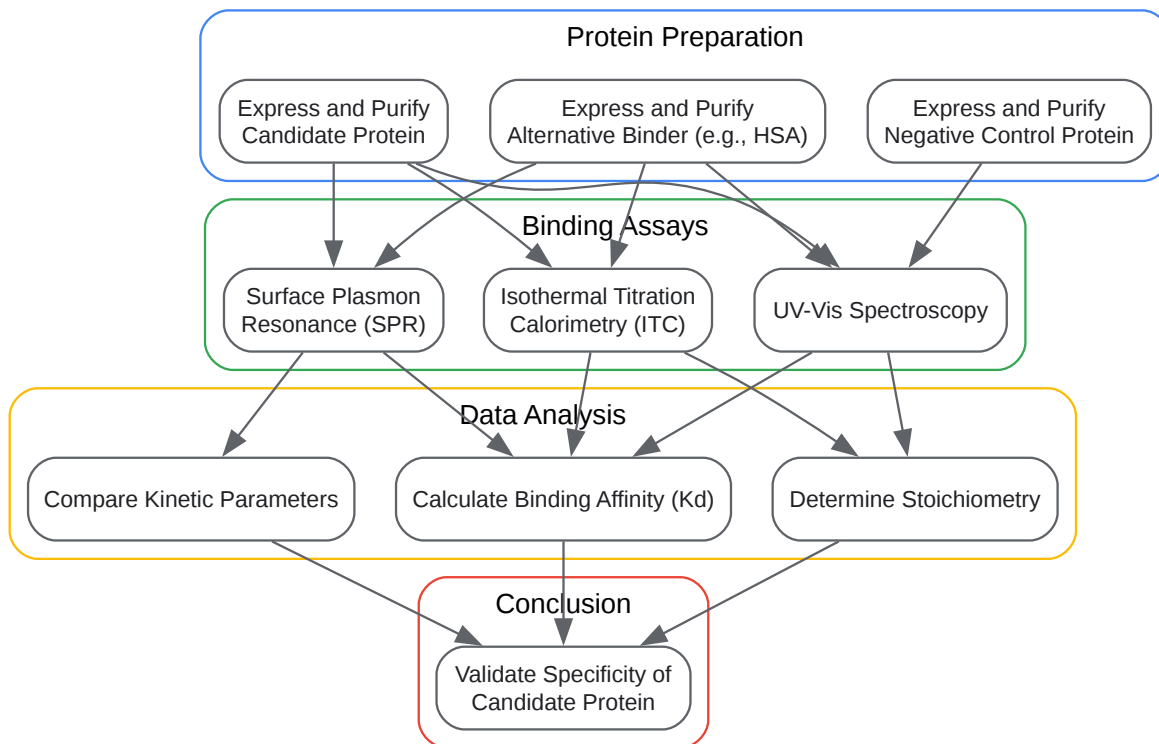 Protein Preparation
Express and Purify
Candidate Protein
Express and Purify
Alternative Binder (e.g., HSA)
Express and Purify
Negative Control Protein
Binding Assays
Surface Plasmon
Resonance (SPR)
Isothermal Titration
Calorimetry (ITC)
UV-Vis Spectroscopy
Data Analysis
Compare Kinetic Parameters
Calculate Binding Affinity (Kd)
Determine Stoichiometry
Conclusion
Validate Specificity of
Candidate Protein